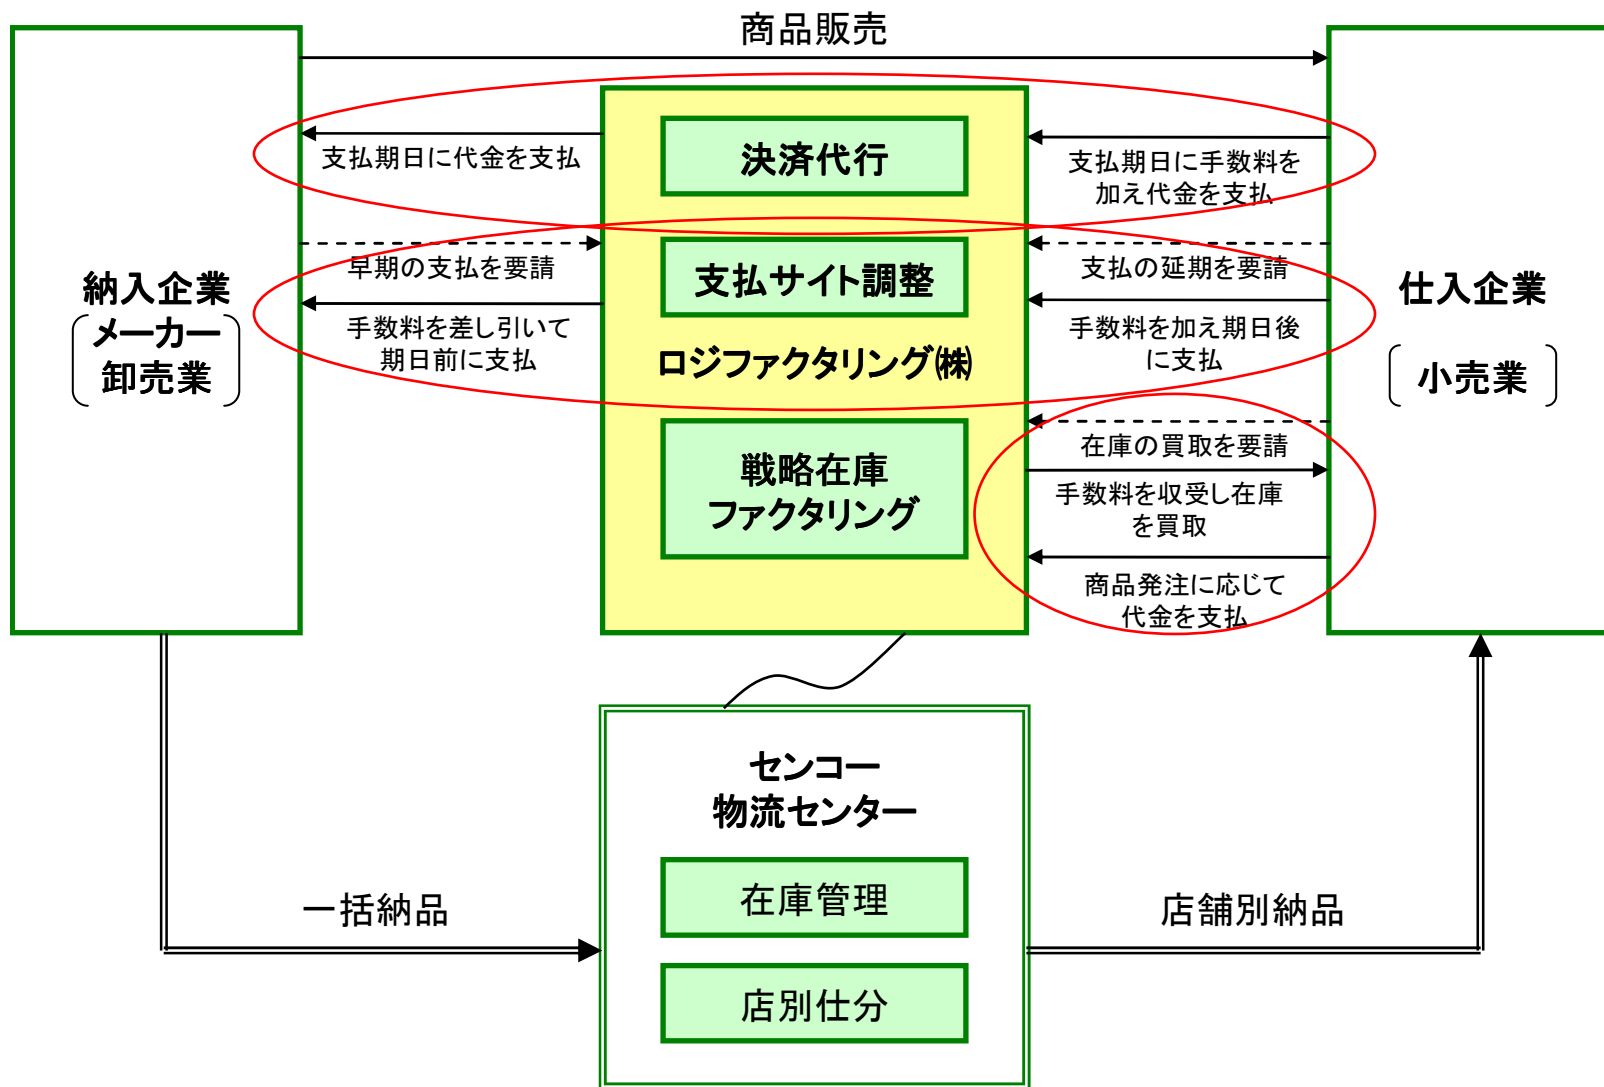 商品販売
決済代行
支払期日に代金を支払
支払期日に手数料を
加え代金を支払
早期の支払を要請
支払サイト調整
支払の延期を要請
納入企業
メーカー
卸売業
手数料を差し引いて
期日前に支払
ロジファクタリング㈱
手数料を加え期日後
に支払
仕入企業
小売業
戦略在庫
ファクタリング
在庫の買取を要請
手数料を収受し在庫
を買取
商品発注に応じて
代金を支払
センコー
物流センター
在庫管理
店別仕分
一括納品
店舗別納品